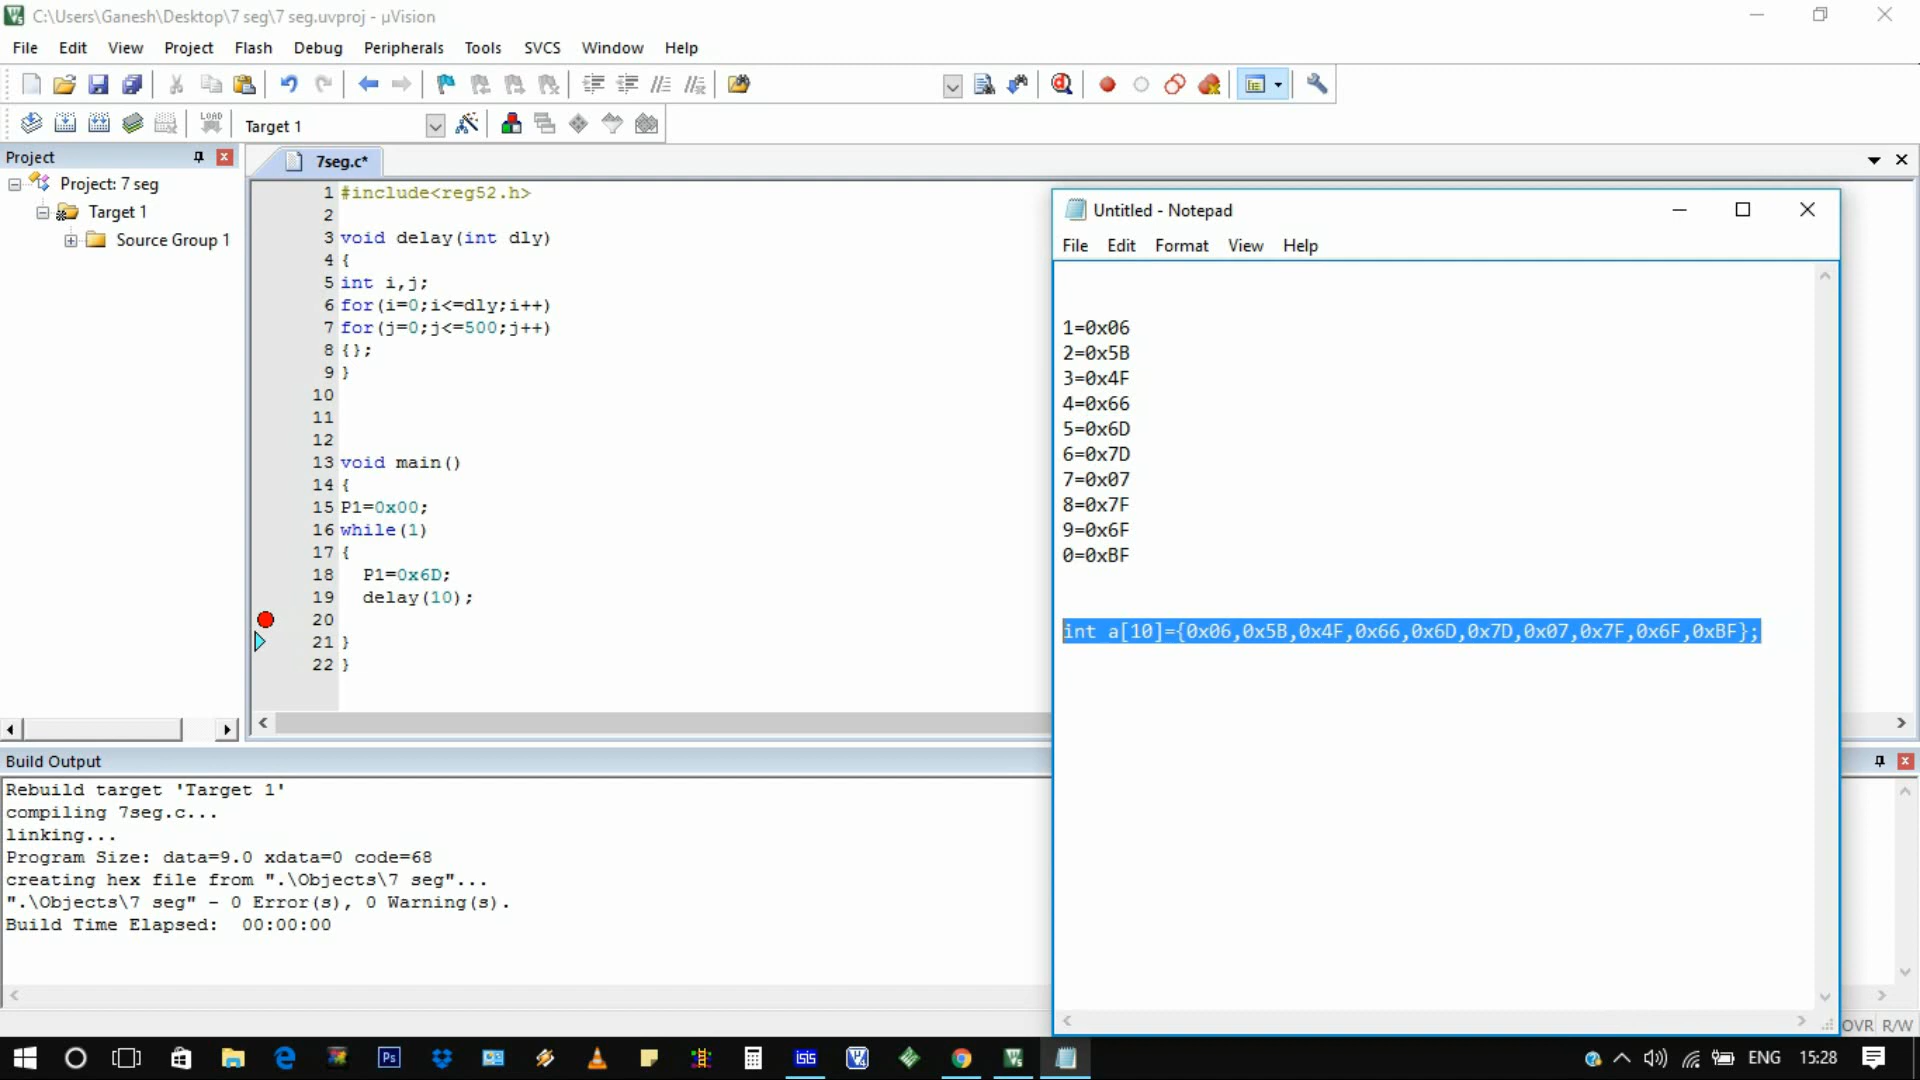 C:\Users\Ganesh\Desktop\7 seg\7 seg.uvproj - µVision
File Edit View Project Flash Debug Peripherals Tools SVCS Window Help
LOAD Target 1
Project
Project: 7 seg
Target 1
Source Group 1
7seg.c*
1 #include<reg52.h>
2
3 void delay(int dly)
4 {
5 int i,j;
6 for(i=0;i<=dly;i++)
7 for(j=0;j<=500;j++)
8 {};
9 }
10
11
12
13 void main()
14 {
15 P1=0x00;
16 while(1)
17 {
18 P1=0x6D;
19 delay(10);
20
21 }
22 }
Untitled - Notepad
File Edit Format View Help
1=0x06
2=0x5B
3=0x4F
4=0x66
5=0x6D
6=0x7D
7=0x07
8=0x7F
9=0x6F
0=0xBF
int a[10]={0x06,0x5B,0x4F,0x66,0x6D,0x7D,0x07,0x7F,0x6F,0xBF};
Build Output
Rebuild target 'Target 1'
compiling 7seg.c...
linking...
Program Size: data=9.0 xdata=0 code=68
creating hex file from ".\Objects\7 seg"...
".\Objects\7 seg" - 0 Error(s), 0 Warning(s).
Build Time Elapsed: 00:00:00
OVR R/W
Ps isis ENG 15:28